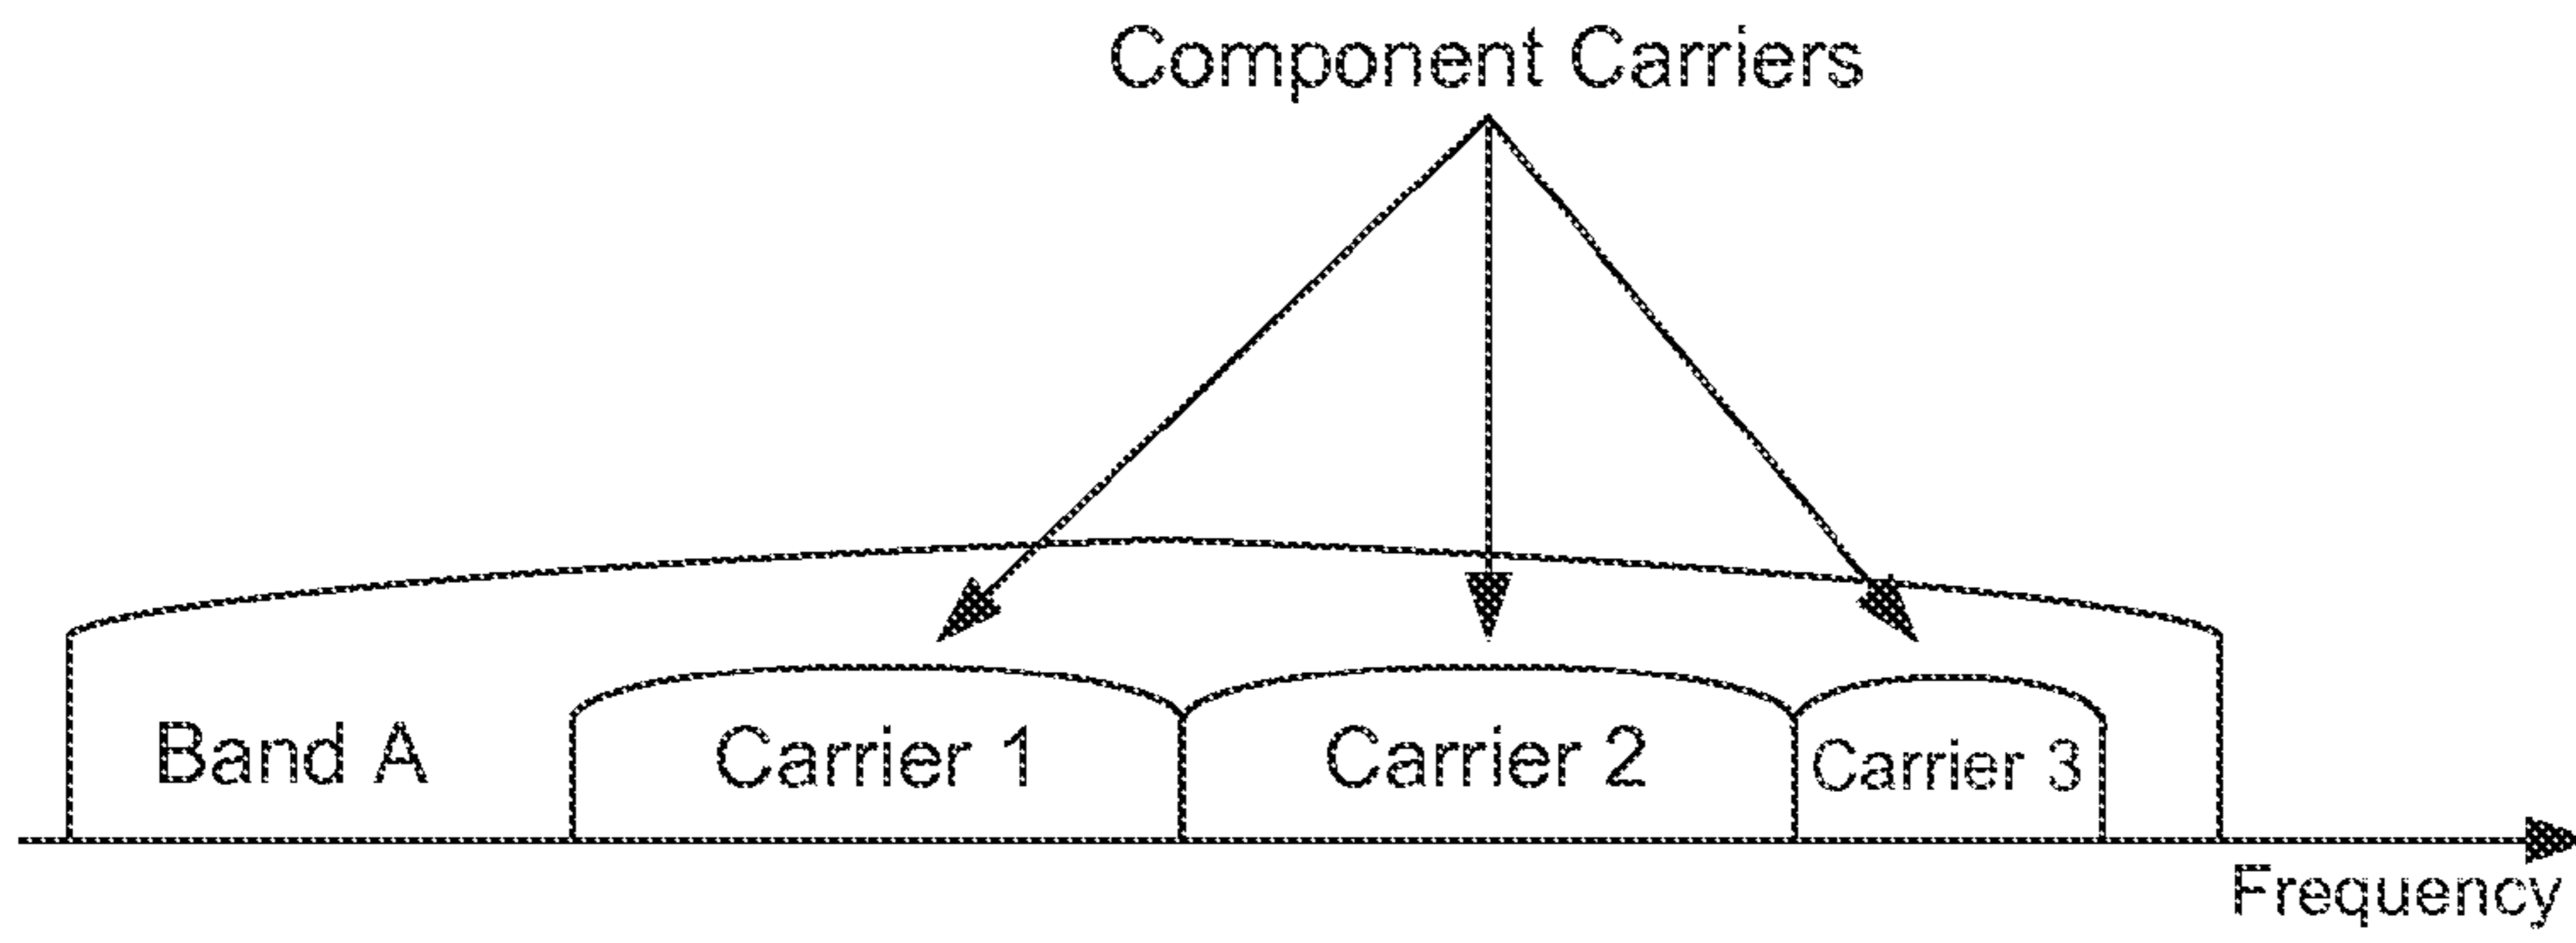 Component Carriers
Band A
Carrier 1
Carrier 2
Carrier 3
Frequency